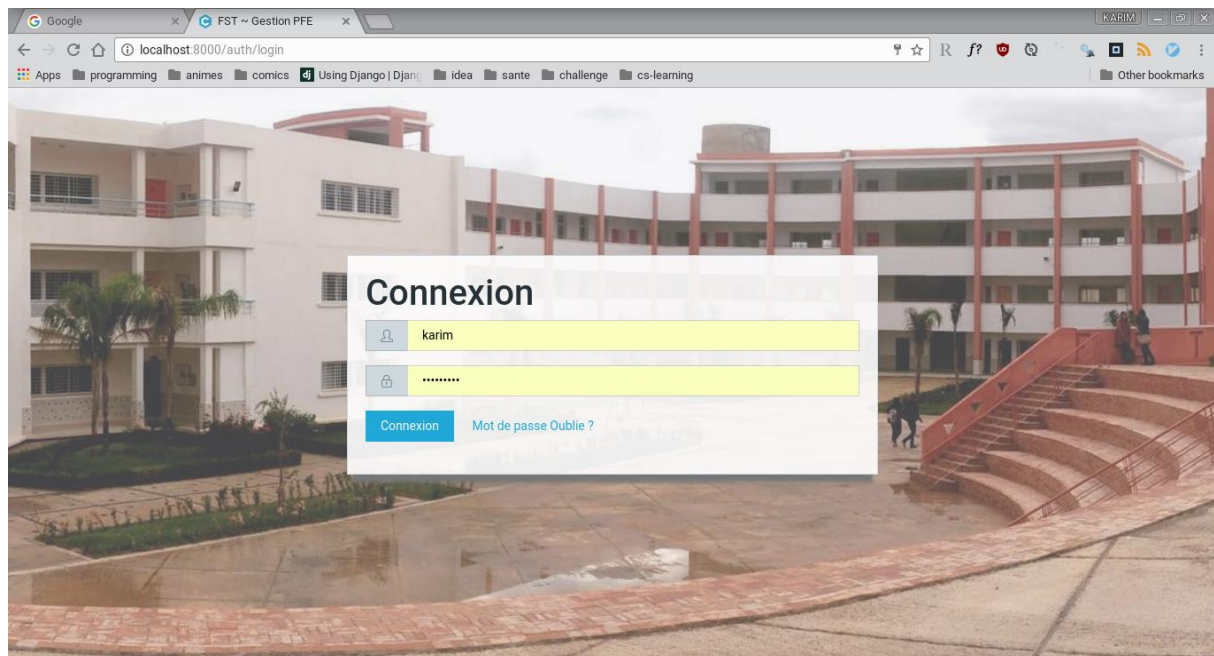 Google
FST ~ Gestion PFE
KARIM
localhost:8000/auth/login
R f?
Apps programming animes comics dj Using Django | Djang idea sante challenge cs-learning Other bookmarks
Connexion
karim
•••••••••
Connexion Mot de passe Oublie ?